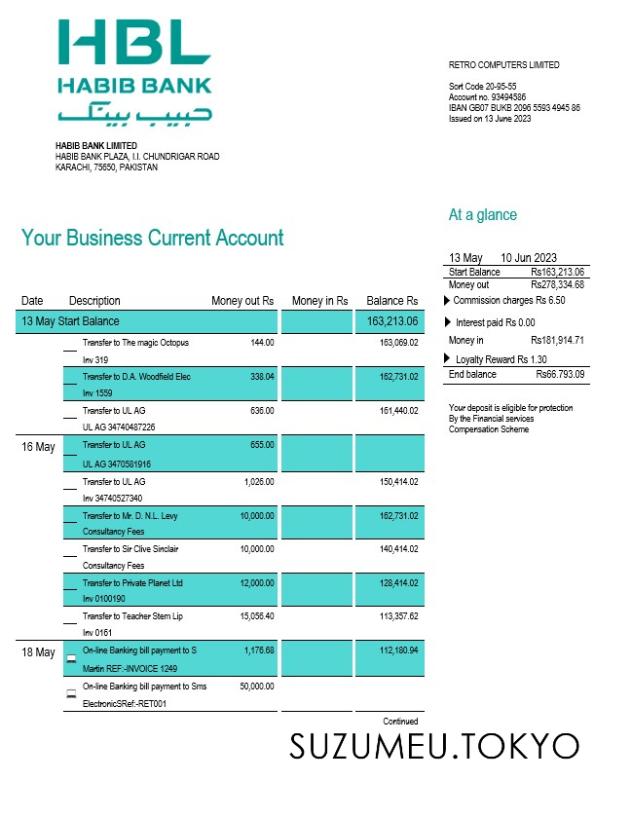 HBL
HABIB BANK
حبيب بينک
RETRO COMPUTERS LIMITED
Sort Code 20-95-55
Account no. 93494586
IBAN GB07 BUKB 2096 5593 4945 86
Issued on 13 June 2023
HABIB BANK LIMITED
HABIB BANK PLAZA, I.I. CHUNDRIGAR ROAD
KARACHI, 75650, PAKISTAN
At a glance
Your Business Current Account
13 May 10 Jun 2023
Start Balance Rs163,213.06
Money out Rs278,334.68
Commission charges Rs 6.50
Interest paid Rs 0.00
Money in Rs181,914.71
Loyalty Reward Rs 1.30
End balance Rs66.793.09
Your deposit is eligible for protection
By the Financial services
Compensation Scheme
Date Description Money out Rs Money in Rs Balance Rs
13 May Start Balance 163,213.06
Transfer to The magic Octopus 144.00 163,069.02
Inv 319
Transfer to D.A. Woodfield Elec 338.04 162,731.02
Inv 1559
Transfer to UL AG 636.00 161,440.02
UL AG 34740487226
16 May Transfer to UL AG 655.00
UL AG 3470581916
Transfer to UL AG 1,026.00 150,414.02
Inv 34740527340
Transfer to Mr. D. N.L. Levy 10,000.00 162,731.02
Consultancy Fees
Transfer to Sir Clive Sinclair 10,000.00 140,414.02
Consultancy Fees
Transfer to Private Planet Ltd 12,000.00 128,414.02
Inv 0100190
Transfer to Teacher Stem Lip 15,056.40 113,357.62
Inv 0161
18 May On-line Banking bill payment to S 1,176.68 112,180.94
Martin REF:-INVOICE 1249
On-line Banking bill payment to Sms 50,000.00
ElectronicSRef:-RET001
Continued
SUZUMEU.TOKYO